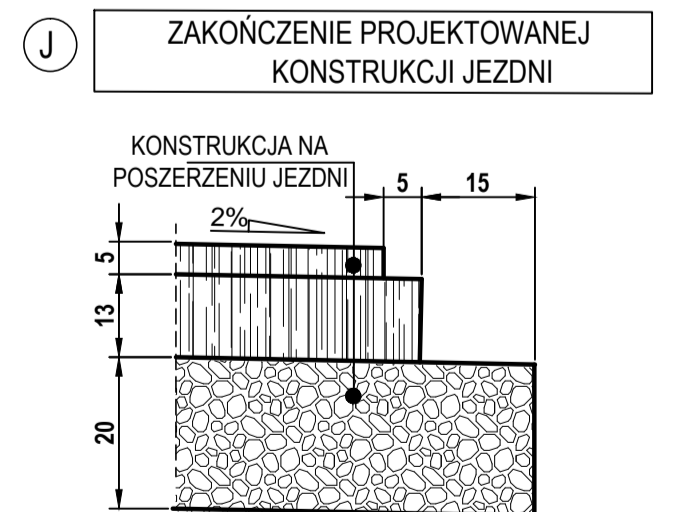 J
ZAKOŃCZENIE PROJEKTOWANEJ
KONSTRUKCJI JEZDNI
KONSTRUKCJA NA
POSZERZENIU JEZDNI
5
15
2%
5
13
20